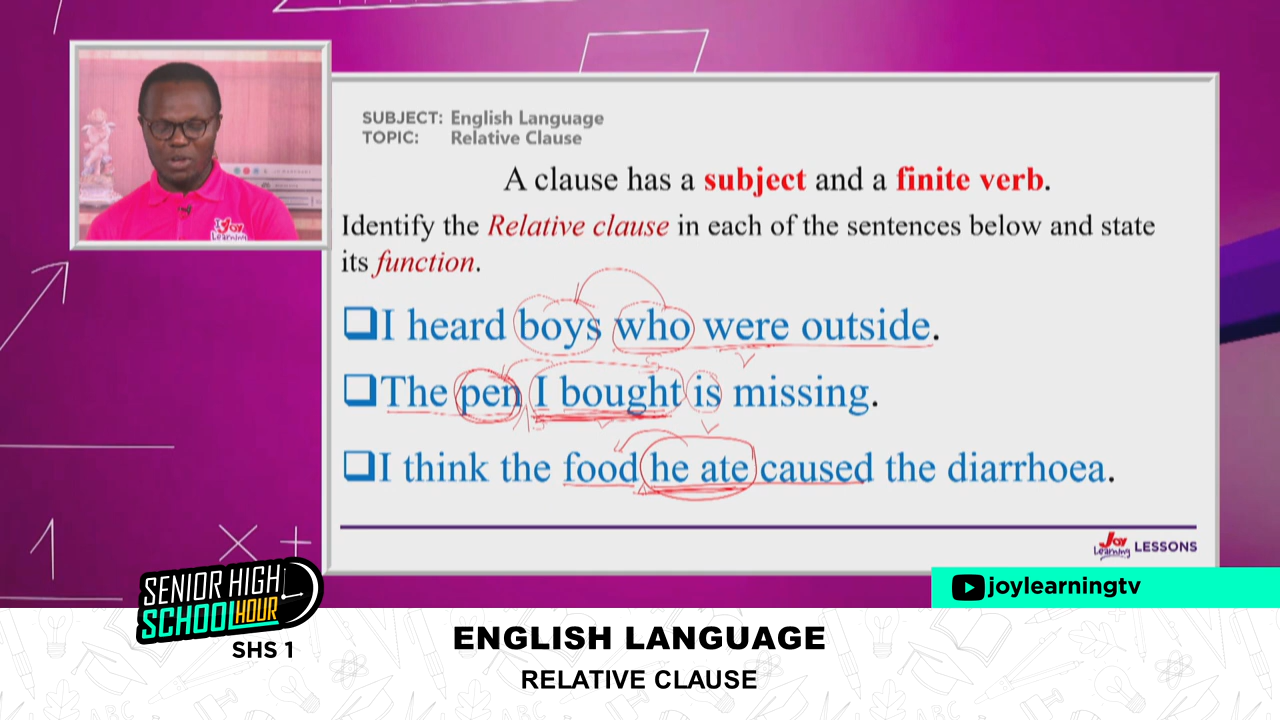 SUBJECT: English Language
TOPIC: Relative Clause
A clause has a subject and a finite verb.
Identify the Relative clause in each of the sentences below and state
its function.
I heard boys who were outside.
The pen I bought is missing.
I think the food he ate caused the diarrhoea.
Joy Learning LESSONS
joylearningtv
SENIOR HIGH
SCHOOL HOUR
SHS 1
ENGLISH LANGUAGE
RELATIVE CLAUSE